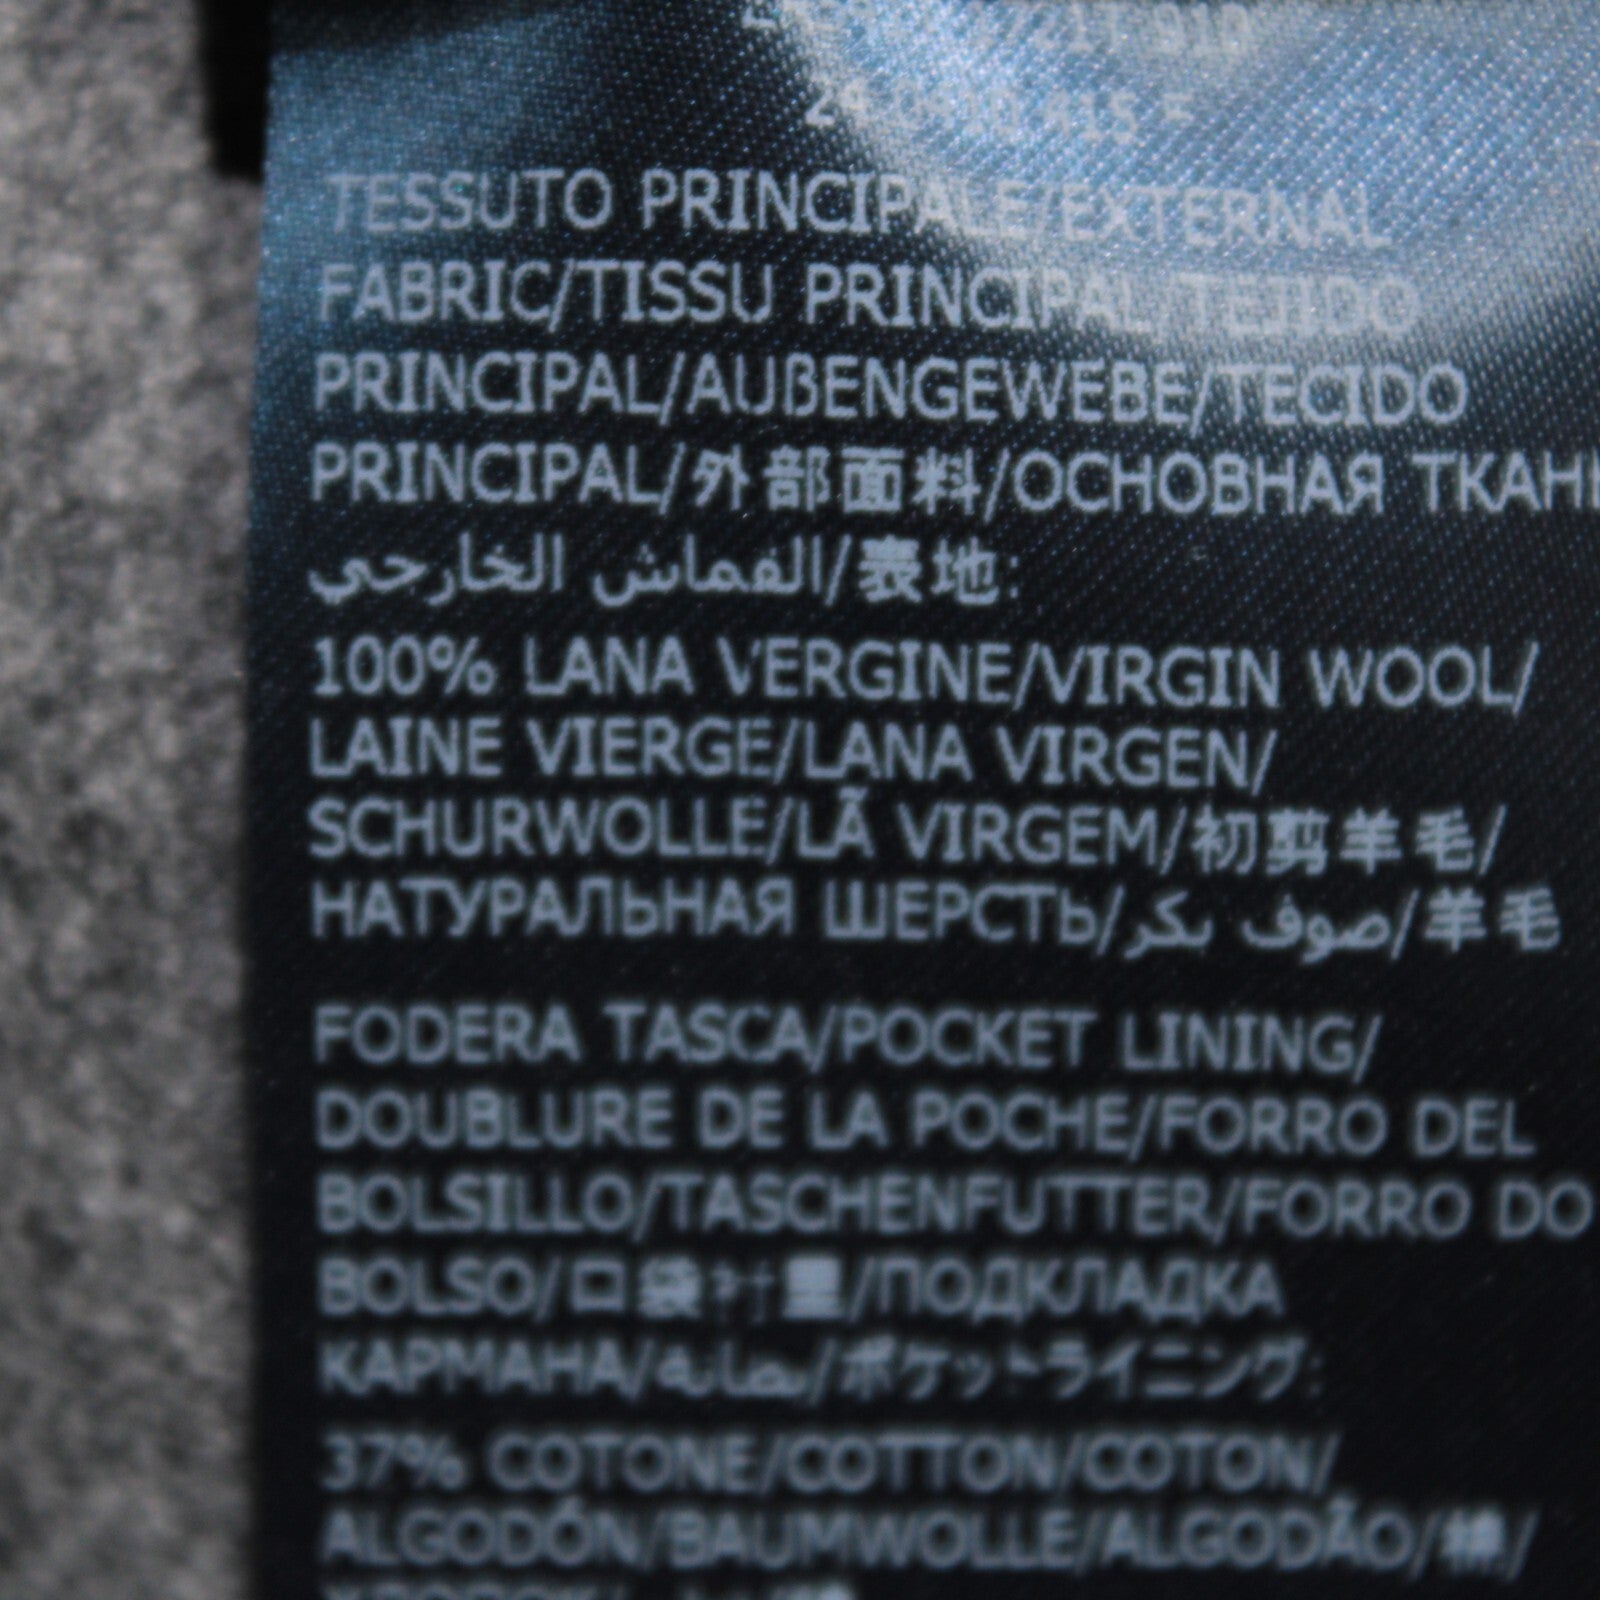 TESSUTO PRINCIPALE/EXTERNAL
FABRIC/TISSU PRINCIPAL/TEJIDO
PRINCIPAL/AUßENGEWEBE/TECIDO
PRINCIPAL/外部面料/ОСНОВНАЯ ТКАНЬ
القماش الخارجي/表地:
100% LANA VERGINE/VIRGIN WOOL/
LAINE VIERGE/LANA VIRGEN/
SCHURWOLLE/LÃ VIRGEM/初剪羊毛/
НАТУРАЛЬНАЯ ШЕРСТЬ/صوف بكر/羊毛
FODERA TASCA/POCKET LINING/
DOUBLURE DE LA POCHE/FORRO DEL
BOLSILLO/TASCHENFUTTER/FORRO DO
BOLSO/口袋衬里/ПОДКЛАДКА
КАРМАНА/بطانة/ポケットライニング:
37% COTONE/COTTON/COTON/
ALGODÓN/BAUMWOLLE/ALGODÃO/棉/